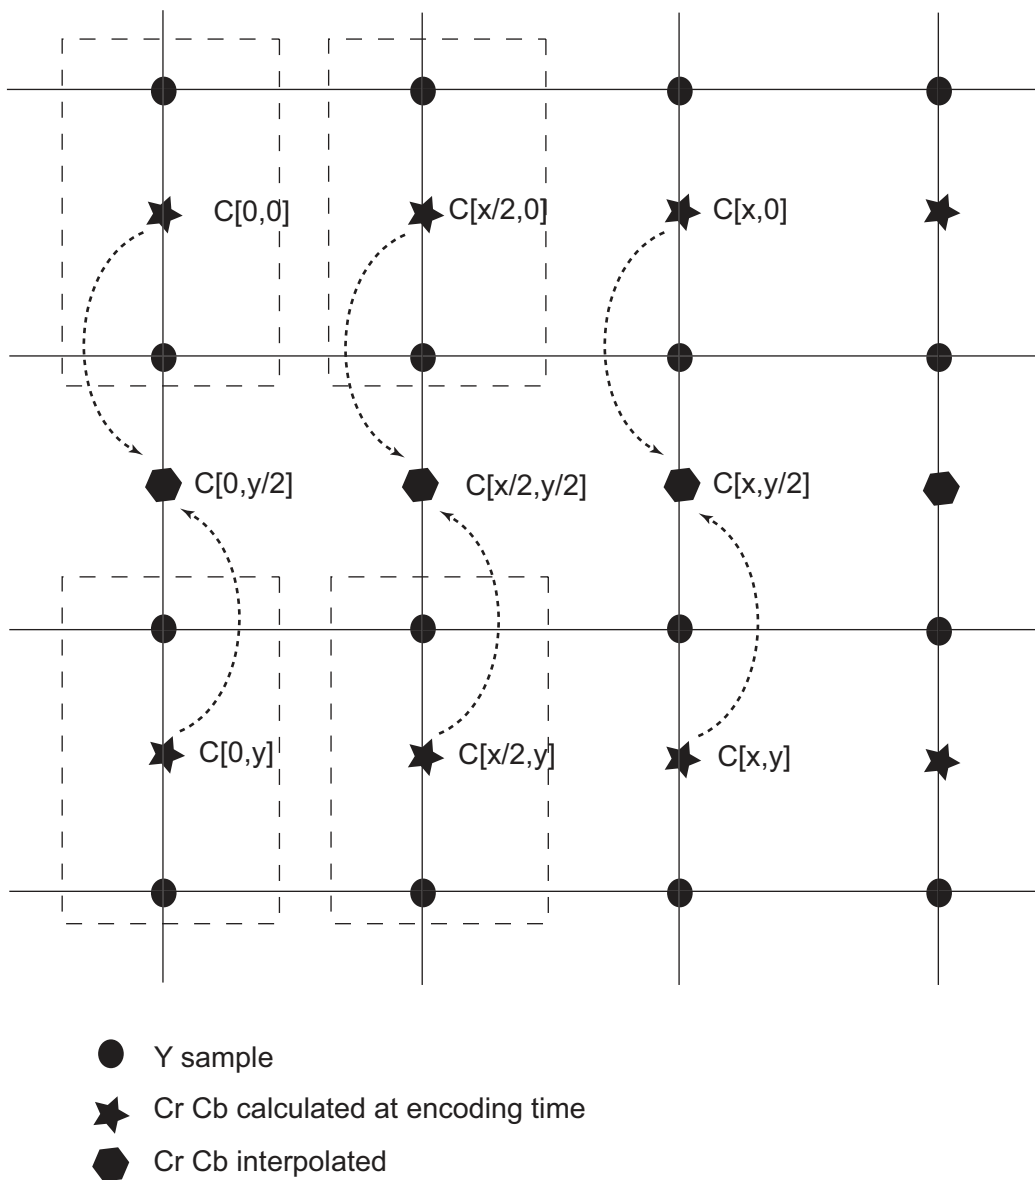 C[0,0] C[x/2,0] C[x,0]
C[0,y/2] C[x/2,y/2] C[x,y/2]
C[0,y] C[x/2,y] C[x,y]
Y sample
Cr Cb calculated at encoding time
Cr Cb interpolated